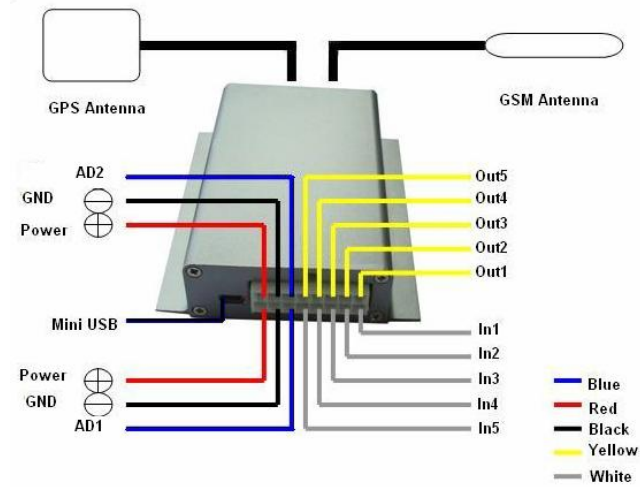 GPS Antenna
GSM Antenna
AD2
GND
Power
Out5
Out4
Out3
Out2
Out1
Mini USB
In1
In2
In3
In4
In5
Power
GND
AD1
Blue
Red
Black
Yellow
White